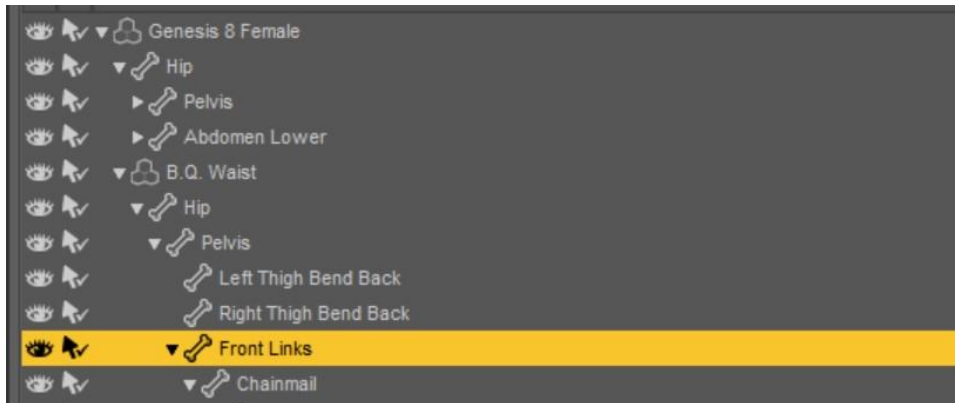 Genesis 8 Female
Hip
Pelvis
Abdomen Lower
B.Q. Waist
Hip
Pelvis
Left Thigh Bend Back
Right Thigh Bend Back
Front Links
Chainmail